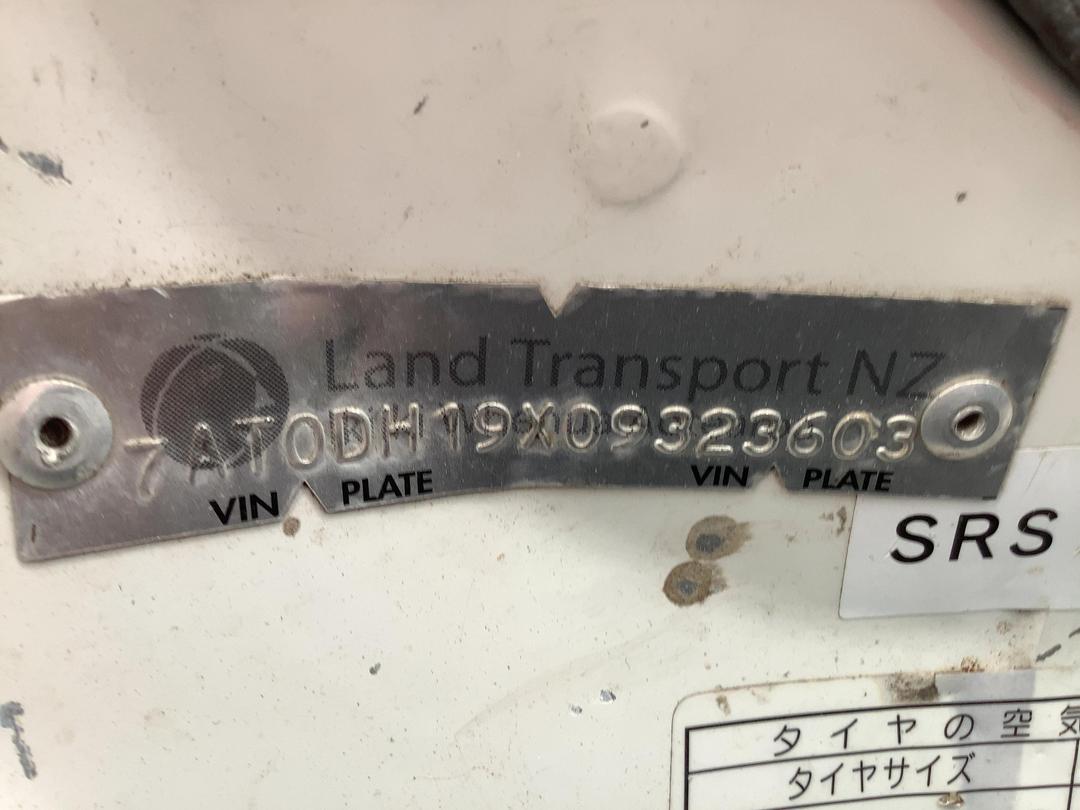 Land Transport NZ
7AT0DH19X09323603
VIN PLATE VIN PLATE
SRS
タイヤの空気
タイヤサイズ